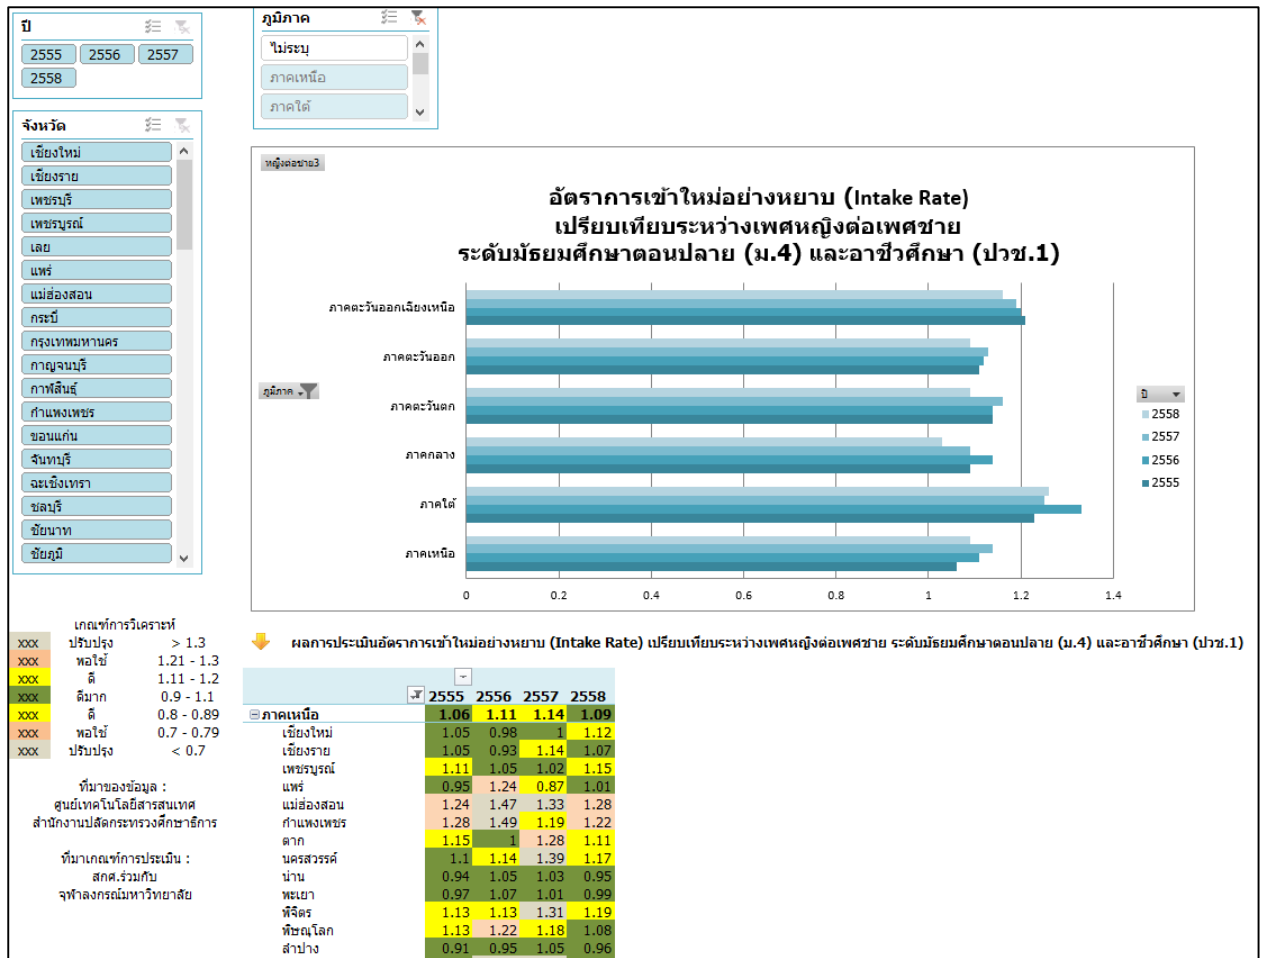 ปี
2555 2556 2557
2558
ภูมิภาค
ไม่ระบุ
ภาคเหนือ
ภาคใต้
จังหวัด
เชียงใหม่
เชียงราย
เพชรบุรี
เพชรบูรณ์
เลย
แพร่
แม่ฮ่องสอน
กระบี่
กรุงเทพมหานคร
กาญจนบุรี
กาฬสินธุ์
กำแพงเพชร
ขอนแก่น
จันทบุรี
ฉะเชิงเทรา
ชลบุรี
ชัยนาท
ชัยภูมิ
หญิงต่อชาย3
อัตราการเข้าใหม่อย่างหยาบ (Intake Rate)
เปรียบเทียบระหว่างเพศหญิงต่อเพศชาย
ระดับมัธยมศึกษาตอนปลาย (ม.4) และอาชีวศึกษา (ปวช.1)
ภาคตะวันออกเฉียงเหนือ
ภาคตะวันออก
ภาคตะวันตก
ภาคกลาง
ภาคใต้
ภาคเหนือ
ภูมิภาค
0 0.2 0.4 0.6 0.8 1 1.2 1.4
ปี
2558
2557
2556
2555
เกณฑ์การวิเคราะห์
xxx ปรับปรุง > 1.3
xxx พอใช้ 1.21 - 1.3
xxx ดี 1.11 - 1.2
xxx ดีมาก 0.9 - 1.1
xxx ดี 0.8 - 0.89
xxx พอใช้ 0.7 - 0.79
xxx ปรับปรุง < 0.7
ที่มาของข้อมูล :
ศูนย์เทคโนโลยีสารสนเทศ
สำนักงานปลัดกระทรวงศึกษาธิการ
ที่มาเกณฑ์การประเมิน :
สกศ.ร่วมกับ
จุฬาลงกรณ์มหาวิทยาลัย
ผลการประเมินอัตราการเข้าใหม่อย่างหยาบ (Intake Rate) เปรียบเทียบระหว่างเพศหญิงต่อเพศชาย ระดับมัธยมศึกษาตอนปลาย (ม.4) และอาชีวศึกษา (ปวช.1)
2555 2556 2557 2558
ภาคเหนือ 1.06 1.11 1.14 1.09
เชียงใหม่ 1.05 0.98 1 1.12
เชียงราย 1.05 0.93 1.14 1.07
เพชรบูรณ์ 1.11 1.05 1.02 1.15
แพร่ 0.95 1.24 0.87 1.01
แม่ฮ่องสอน 1.24 1.47 1.33 1.28
กำแพงเพชร 1.28 1.49 1.19 1.22
ตาก 1.15 1 1.28 1.11
นครสวรรค์ 1.1 1.14 1.39 1.17
น่าน 0.94 1.05 1.03 0.95
พะเยา 0.97 1.07 1.01 0.99
พิจิตร 1.13 1.13 1.31 1.19
พิษณุโลก 1.13 1.22 1.18 1.08
ลำปาง 0.91 0.95 1.05 0.96